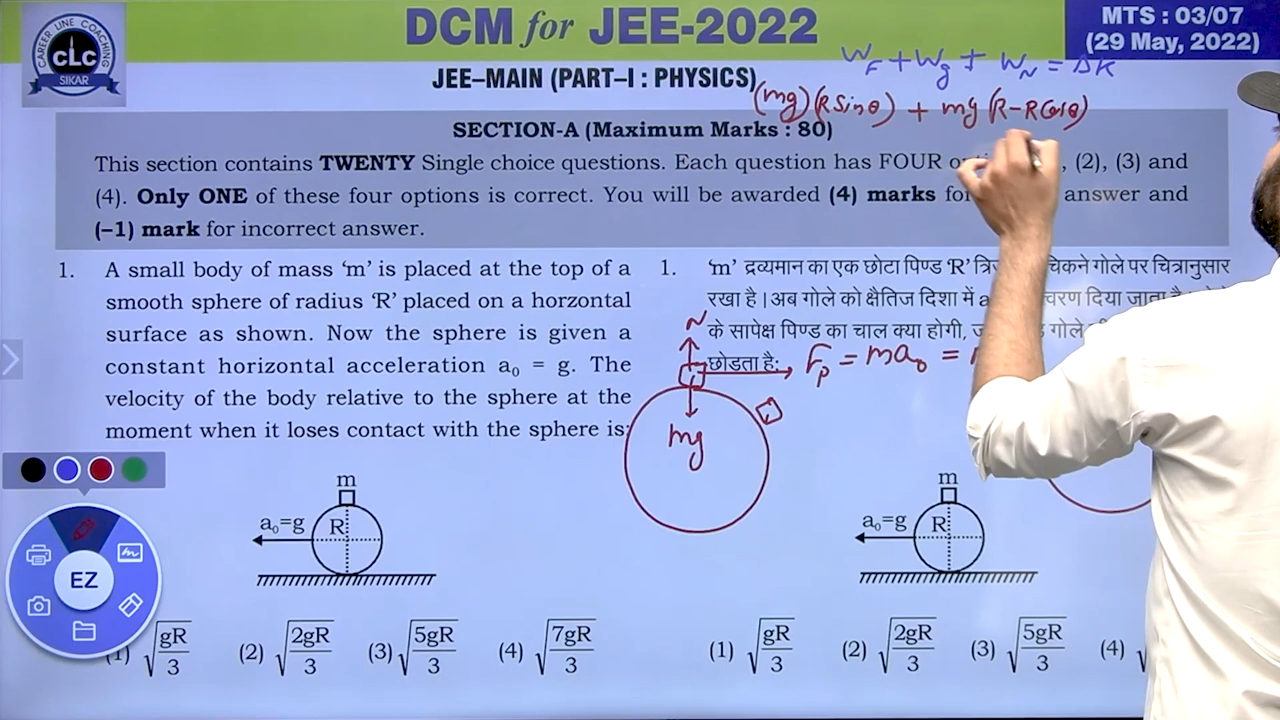 CAREER LINE COACHING
CLC
SIKAR
DCM for JEE-2022
MTS : 03/07
(29 May, 2022)
JEE–MAIN (PART–I : PHYSICS)
W_F + W_g + W_N = ΔK
(mg)(R sinθ) + mg (R-R cosθ)
SECTION-A (Maximum Marks : 80)
This section contains TWENTY Single choice questions. Each question has FOUR , (2), (3) and
(4). Only ONE of these four options is correct. You will be awarded (4) marks for answer and
(–1) mark for incorrect answer.
1. A small body of mass ‘m’ is placed at the top of a
smooth sphere of radius ‘R’ placed on a horzontal
surface as shown. Now the sphere is given a
constant horizontal acceleration a₀ = g. The
velocity of the body relative to the sphere at the
moment when it loses contact with the sphere is:
m
a₀=g
R
(1) √(gR/3) (2) √(2gR/3) (3) √(5gR/3) (4) √(7gR/3)
1. ‘m’ द्रव्यमान का एक छोटा पिण्ड ‘R’ चिकने गोले पर चित्रानुसार
रखा है। अब गोले को क्षैतिज दिशा में दिया जाता
के सापेक्ष पिण्ड का चाल क्या होगी,
छोडता है:
N
F_p = ma₀ =
mg
m
a₀=g
R
(1) √(gR/3) (2) √(2gR/3) (3) √(5gR/3) (4)
EZ